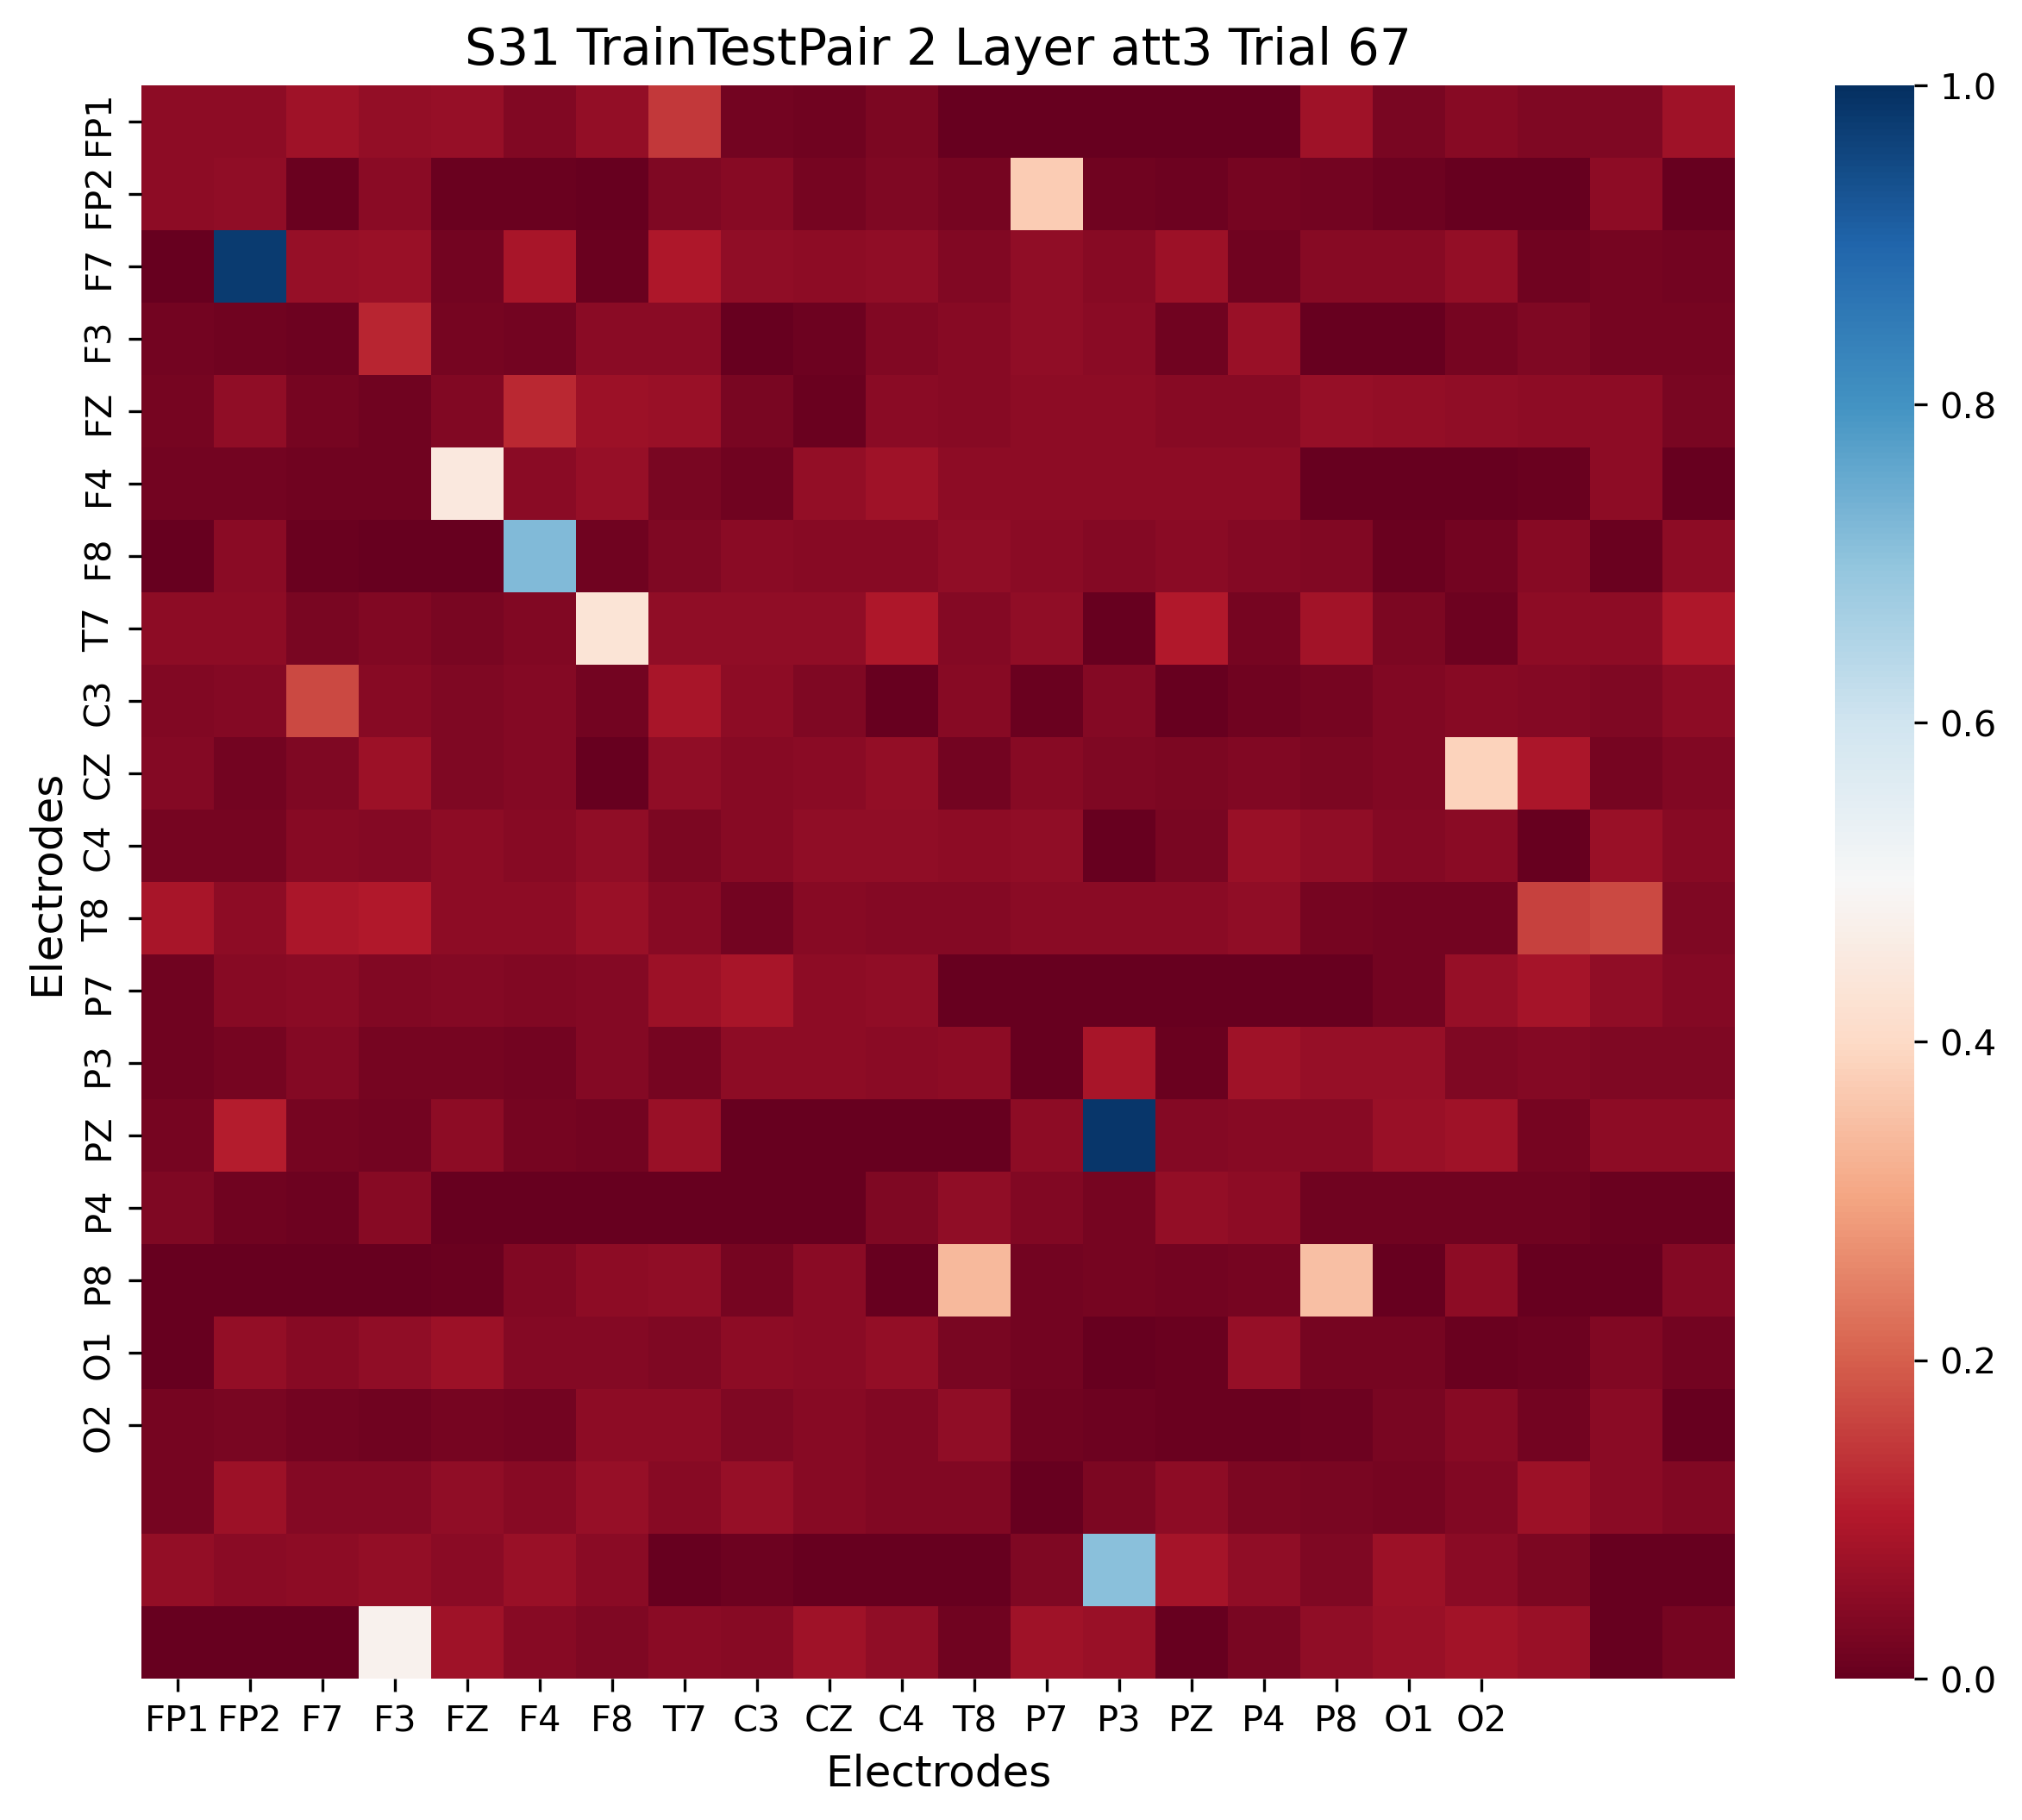 S31 TrainTestPair 2 Layer att3 Trial 67
Electrodes
FP1
FP2
F7
F3
FZ
F4
F8
T7
C3
CZ
C4
T8
P7
P3
PZ
P4
P8
O1
O2
FP1 FP2 F7 F3 FZ F4 F8 T7 C3 CZ C4 T8 P7 P3 PZ P4 P8 O1 O2
Electrodes
1.0
0.8
0.6
0.4
0.2
0.0